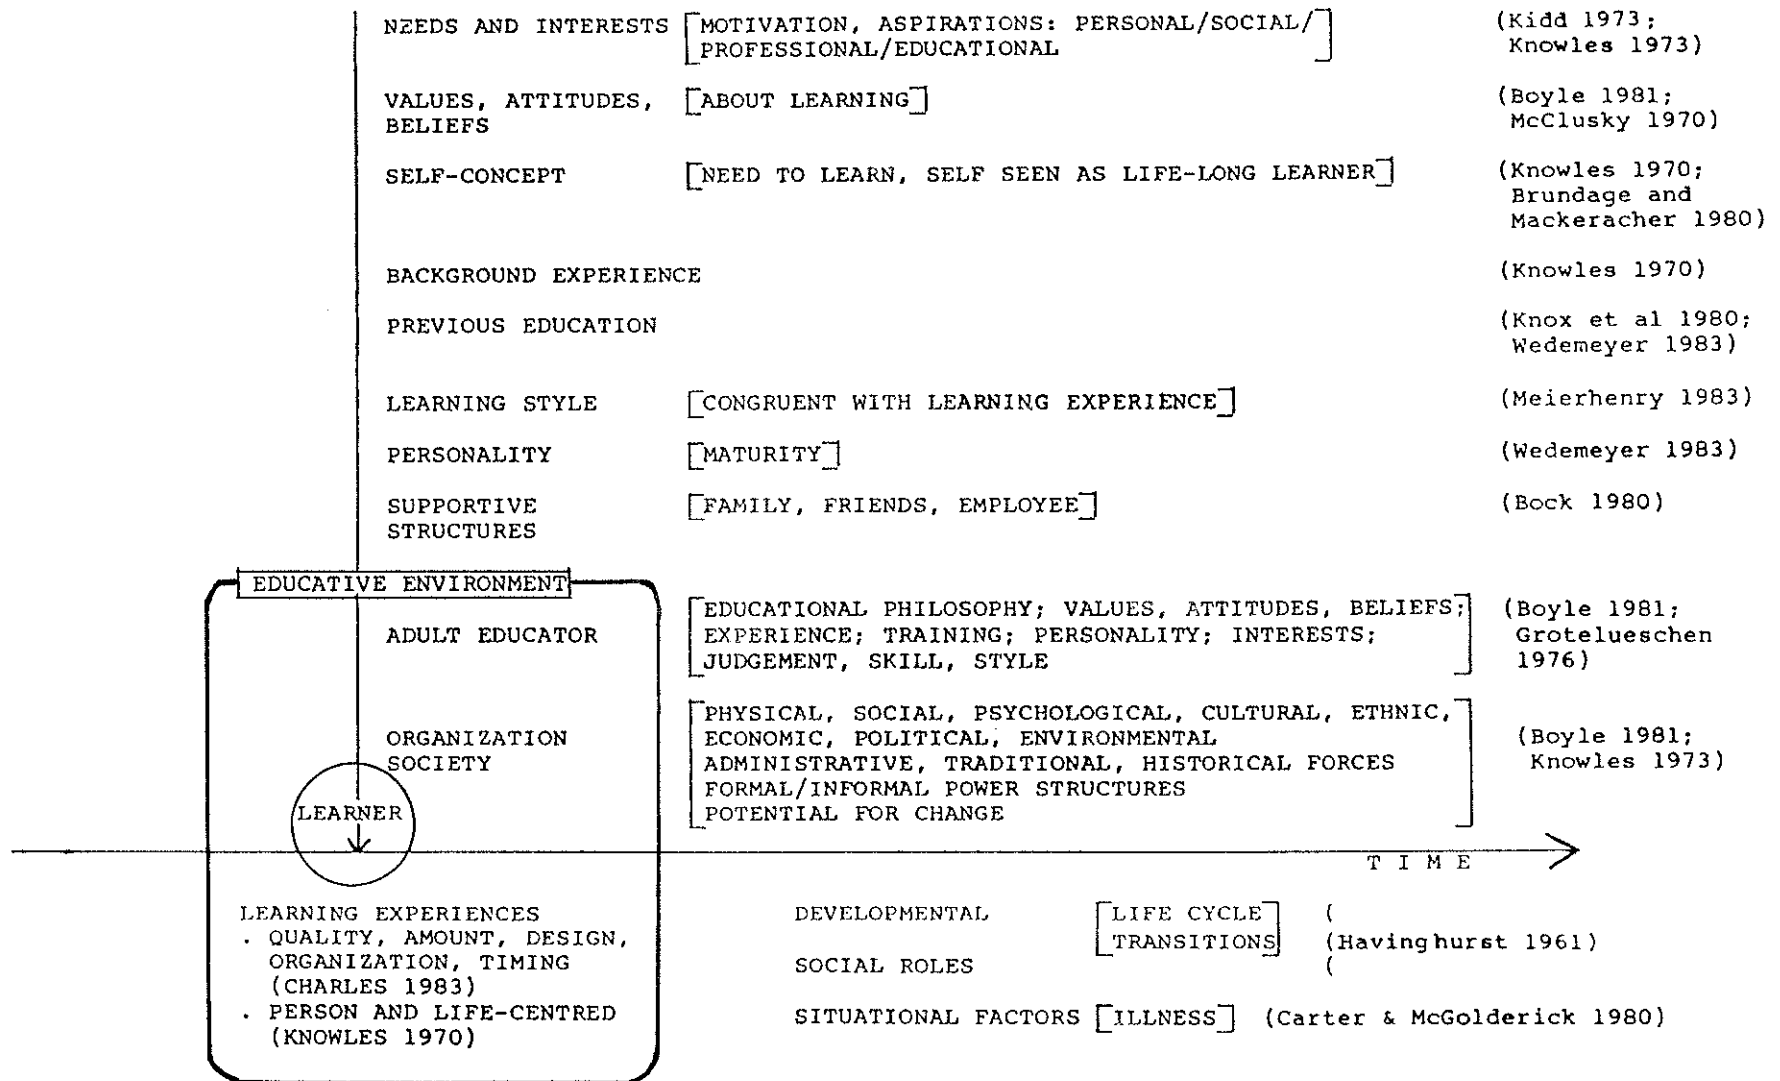 NEEDS AND INTERESTS [MOTIVATION, ASPIRATIONS: PERSONAL/SOCIAL/ (Kidd 1973;
PROFESSIONAL/EDUCATIONAL] Knowles 1973)
VALUES, ATTITUDES, [ABOUT LEARNING] (Boyle 1981;
BELIEFS McClusky 1970)
SELF-CONCEPT [NEED TO LEARN, SELF SEEN AS LIFE-LONG LEARNER] (Knowles 1970;
Brundage and
Mackeracher 1980)
BACKGROUND EXPERIENCE (Knowles 1970)
PREVIOUS EDUCATION (Knox et al 1980;
Wedemeyer 1983)
LEARNING STYLE [CONGRUENT WITH LEARNING EXPERIENCE] (Meierhenry 1983)
PERSONALITY [MATURITY] (Wedemeyer 1983)
SUPPORTIVE [FAMILY, FRIENDS, EMPLOYEE] (Bock 1980)
STRUCTURES
EDUCATIVE ENVIRONMENT
[EDUCATIONAL PHILOSOPHY; VALUES, ATTITUDES, BELIEFS; (Boyle 1981;
ADULT EDUCATOR EXPERIENCE; TRAINING; PERSONALITY; INTERESTS; Grotelueschen
JUDGEMENT, SKILL, STYLE] 1976)
[PHYSICAL, SOCIAL, PSYCHOLOGICAL, CULTURAL, ETHNIC,
ORGANIZATION ECONOMIC, POLITICAL, ENVIRONMENTAL (Boyle 1981;
SOCIETY ADMINISTRATIVE, TRADITIONAL, HISTORICAL FORCES Knowles 1973)
FORMAL/INFORMAL POWER STRUCTURES
LEARNER POTENTIAL FOR CHANGE]
T I M E
LEARNING EXPERIENCES
. QUALITY, AMOUNT, DESIGN,
ORGANIZATION, TIMING
(CHARLES 1983)
. PERSON AND LIFE-CENTRED
(KNOWLES 1970)
DEVELOPMENTAL [LIFE CYCLE (
TRANSITIONS] (Havinghurst 1961)
SOCIAL ROLES (
SITUATIONAL FACTORS [ILLNESS] (Carter & McGolderick 1980)